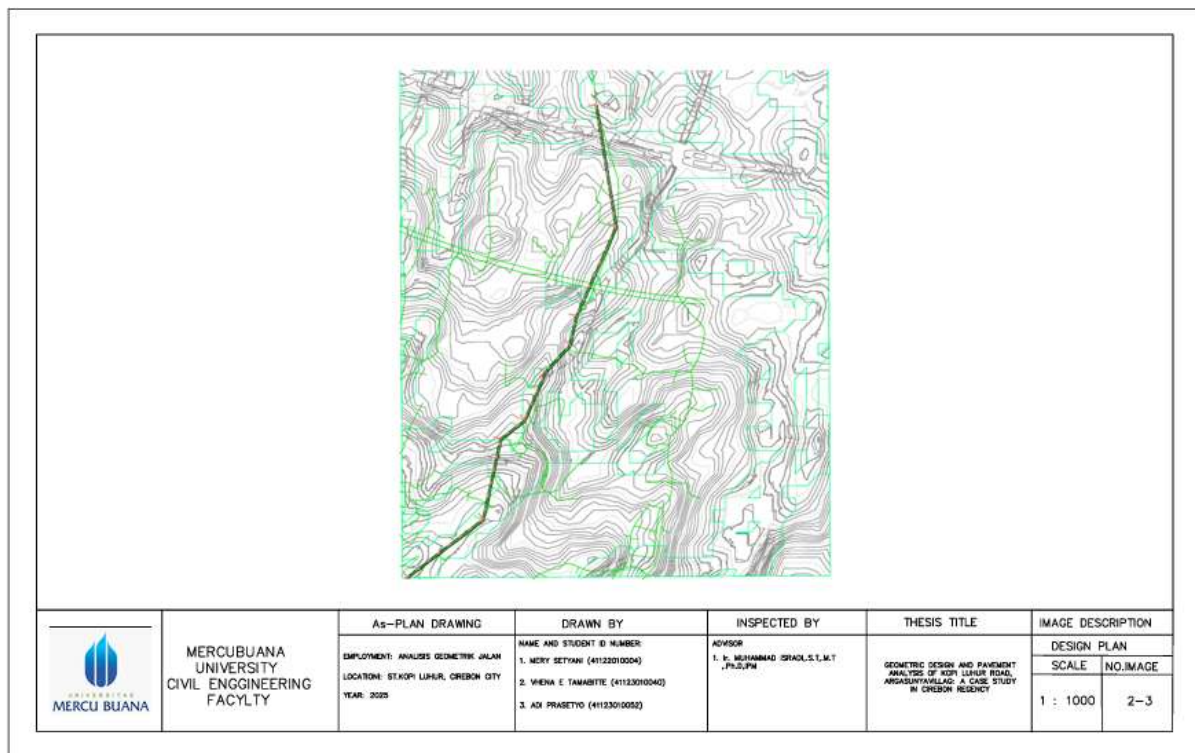 UNIVERSITAS
MERCU BUANA
MERCUBUANA
UNIVERSITY
CIVIL ENGGINEERING
FACYLTY
As-PLAN DRAWING
EMPLOYMENT: ANALISIS GEOMETRIK JALAN
LOCATION: ST.KOPI LUHUR, CIREBON CITY
YEAR: 2025
DRAWN BY
NAME AND STUDENT ID NUMBER:
1. MERY SETYANI (41122010004)
2. VHENA E TAMABITTE (41123010040)
3. ADI PRASETYO (41123010052)
INSPECTED BY
ADVISOR
1. Ir. MUHAMMAD ISRADI,S.T,.M.T
,Ph.D,IPM
THESIS TITLE
GEOMETRIC DESIGN AND PAVEMENT
ANALYSIS OF KOPI LUHUR ROAD,
ARGASUNYAVILLAG: A CASE STUDY
IN CIREBON REGENCY
IMAGE DESCRIPTION
DESIGN PLAN
SCALE
NO.IMAGE
1 : 1000
2-3